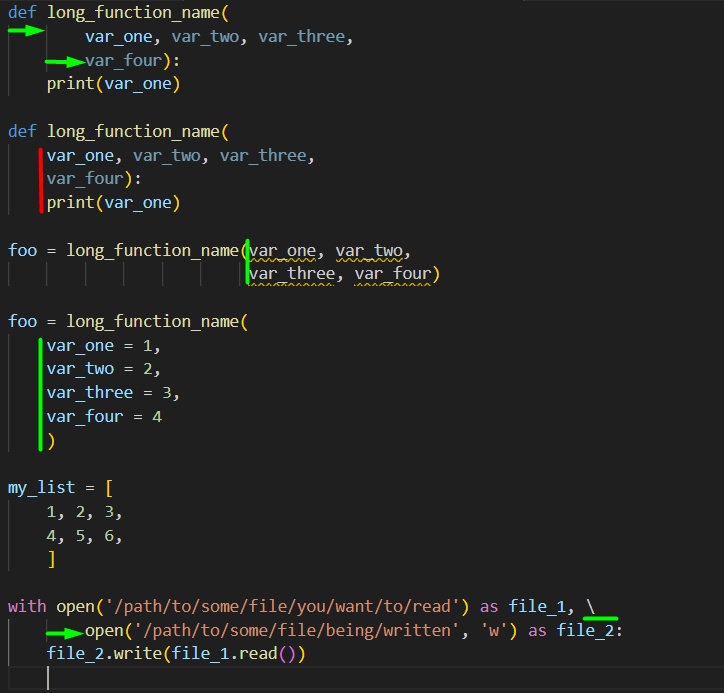 def long_function_name(
        var_one, var_two, var_three,
        var_four):
    print(var_one)

def long_function_name(
    var_one, var_two, var_three,
    var_four):
    print(var_one)

foo = long_function_name(var_one, var_two,
                         var_three, var_four)

foo = long_function_name(
    var_one = 1,
    var_two = 2,
    var_three = 3,
    var_four = 4
    )

my_list = [
    1, 2, 3,
    4, 5, 6,
    ]

with open('/path/to/some/file/you/want/to/read') as file_1, \
        open('/path/to/some/file/being/written', 'w') as file_2:
    file_2.write(file_1.read())